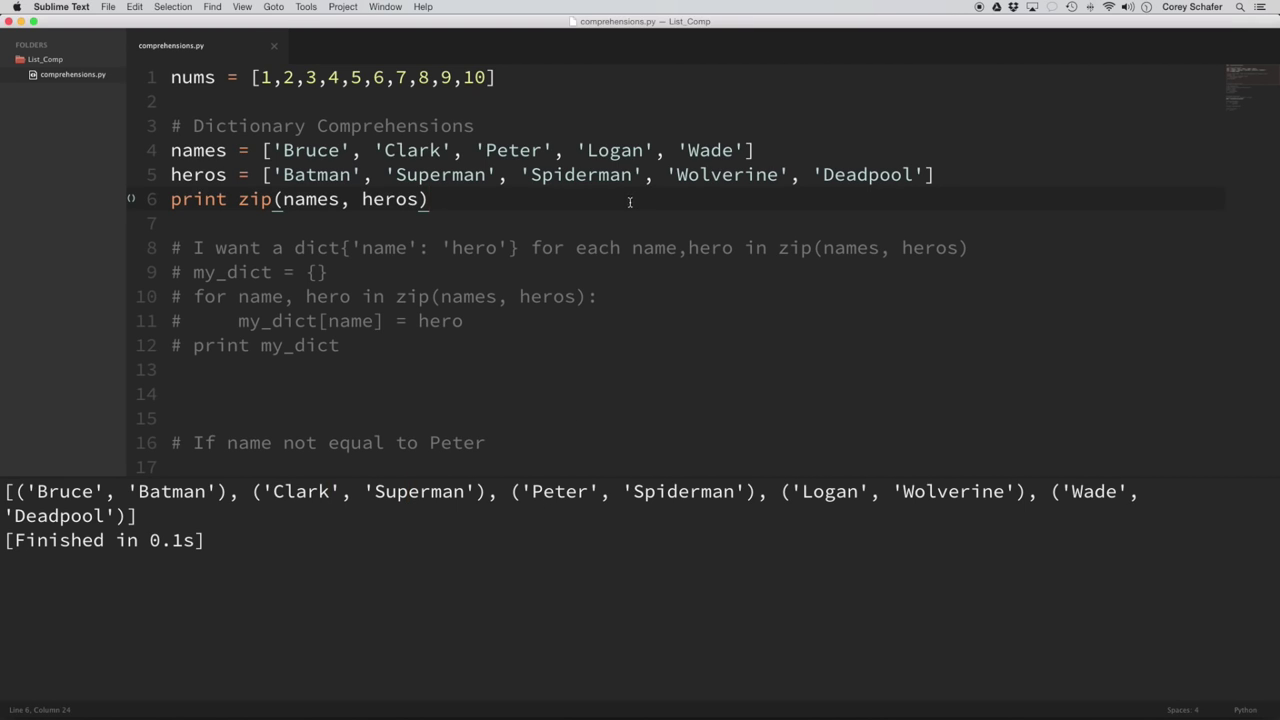 Sublime Text File Edit Selection Find View Goto Tools Project Window Help Corey Schafer
comprehensions.py — List_Comp
FOLDERS
List_Comp
comprehensions.py
comprehensions.py
1 nums = [1,2,3,4,5,6,7,8,9,10]
2
3 # Dictionary Comprehensions
4 names = ['Bruce', 'Clark', 'Peter', 'Logan', 'Wade']
5 heros = ['Batman', 'Superman', 'Spiderman', 'Wolverine', 'Deadpool']
6 print zip(names, heros)
7
8 # I want a dict{'name': 'hero'} for each name,hero in zip(names, heros)
9 # my_dict = {}
10 # for name, hero in zip(names, heros):
11 #     my_dict[name] = hero
12 # print my_dict
13
14
15
16 # If name not equal to Peter
17
[('Bruce', 'Batman'), ('Clark', 'Superman'), ('Peter', 'Spiderman'), ('Logan', 'Wolverine'), ('Wade',
'Deadpool')]
[Finished in 0.1s]
Line 6, Column 24 Spaces: 4 Python